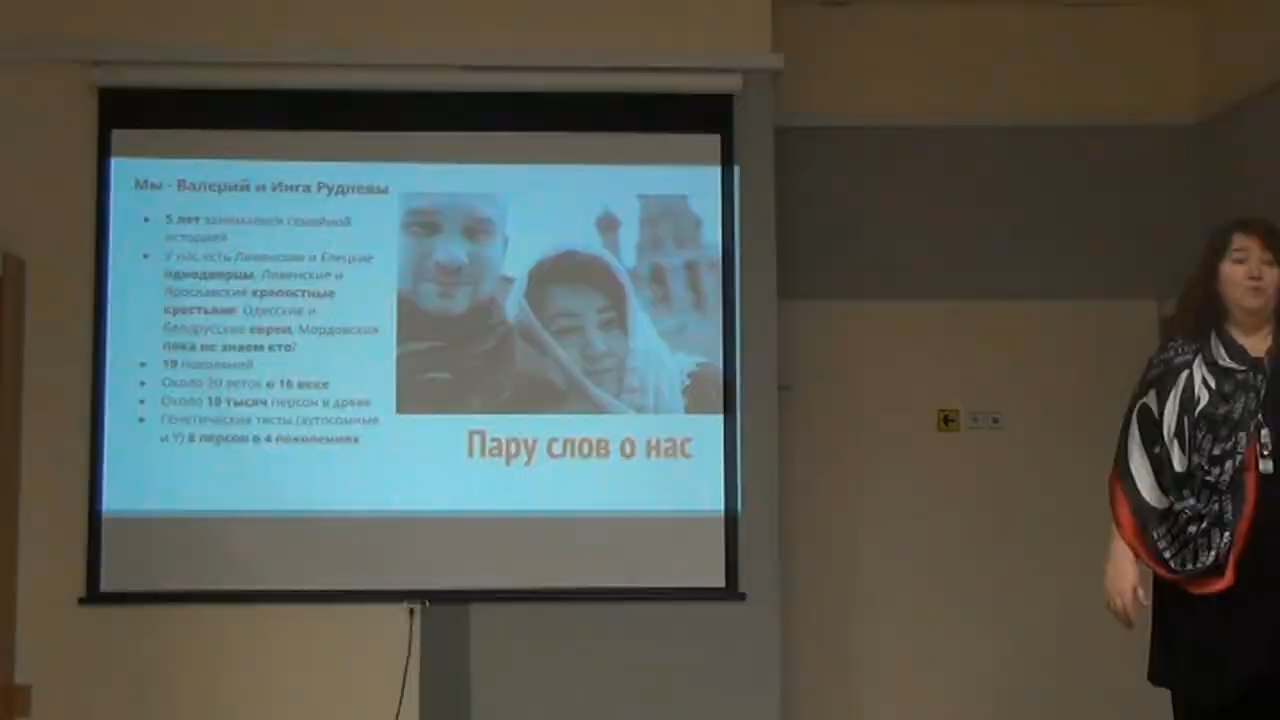 Мы - Валерий и Инга Рудневы
5 лет занимаемся семейной
историей
У нас есть Ливенские и Елецкие
однодворцы, Ливенские и
Ярославские крепостные
крестьяне, Одесские и
Белорусские евреи, Мордовский
пока не знаем кто?
19 поколений
Около 20 веток в 16 веке
Около 10 тысяч персон в древе
Генетические тесты (аутосомные
и Y) 8 персон в 4 поколениях
Пару слов о нас